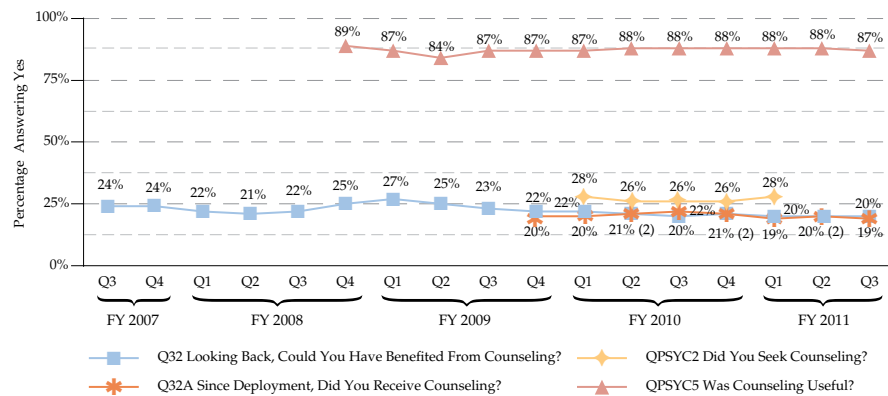 Percentage Answering Yes
100%
75%
50%
25%
0%
89% 87% 84% 87% 87% 87% 88% 88% 88% 88% 88% 87%
24% 24% 22% 21% 22% 25% 27% 25% 23% 22% 22% 28% 26% 26% 22% 26% 28% 20% 20%
20% 20% 21% (2) 20% 21% (2) 19% 20% (2) 19%
Q3 Q4 Q1 Q2 Q3 Q4 Q1 Q2 Q3 Q4 Q1 Q2 Q3 Q4 Q1 Q2 Q3
FY 2007 FY 2008 FY 2009 FY 2010 FY 2011
Q32 Looking Back, Could You Have Benefited From Counseling? QPSYC2 Did You Seek Counseling?
Q32A Since Deployment, Did You Receive Counseling? QPSYC5 Was Counseling Useful?